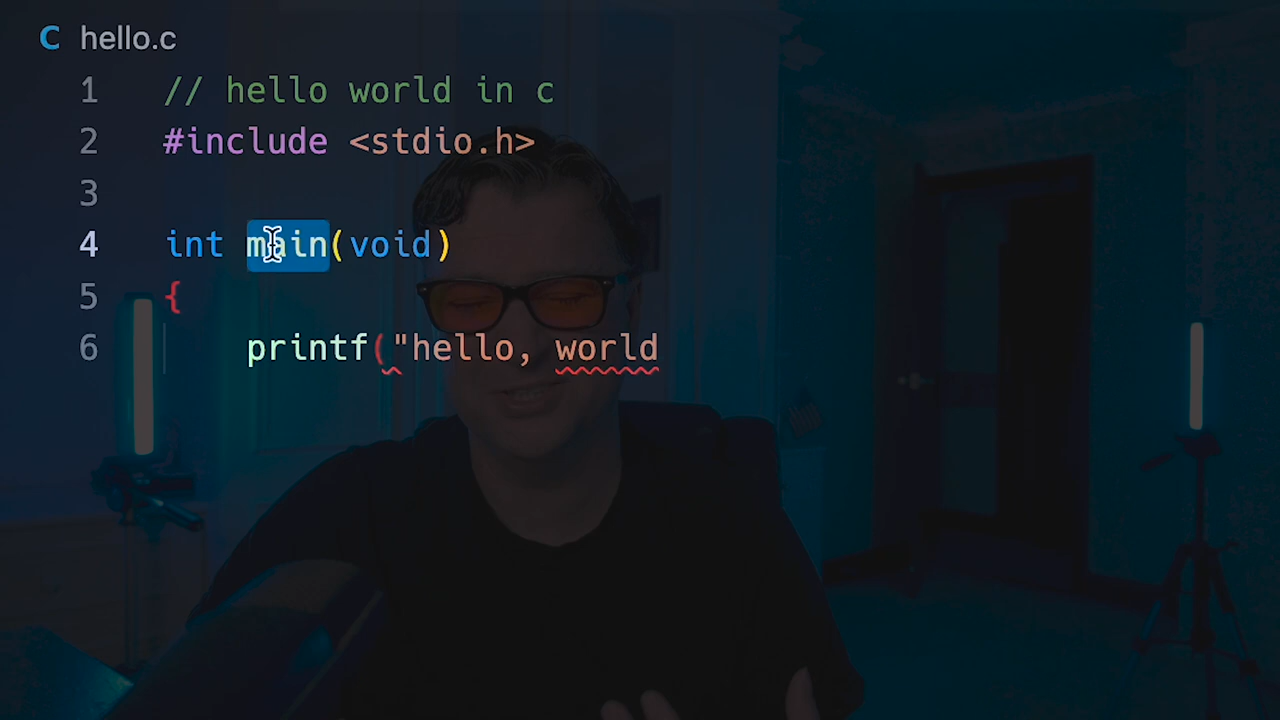 C hello.c
1 // hello world in c
2 #include <stdio.h>
3
4 int main(void)
5 {
6     printf("hello, world